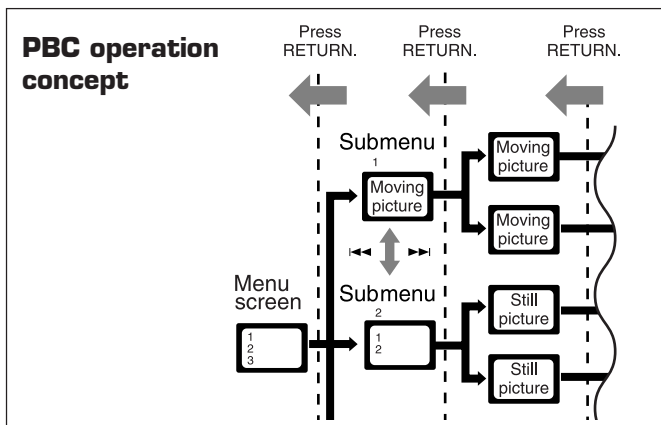 PBC operation
concept
Press
RETURN.
Press
RETURN.
Press
RETURN.
Submenu
1
Moving
picture
Moving
picture
Moving
picture
Menu
screen
1
2
3
Submenu
2
1
2
Still
picture
Still
picture